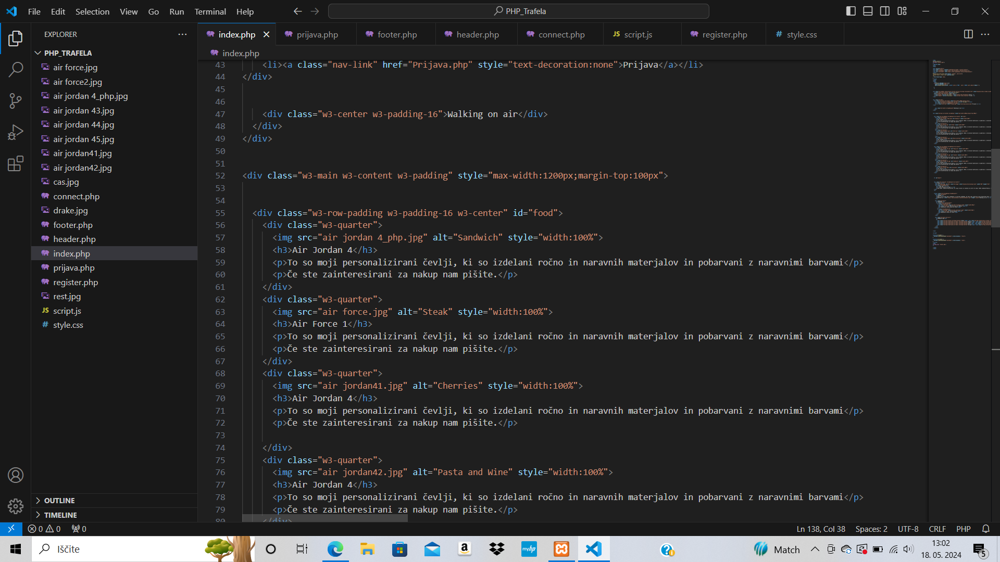 File Edit Selection View Go Run Terminal Help
PHP_Trafela
EXPLORER
PHP_TRAFELA
air force.jpg
air force2.jpg
air jordan 4_php.jpg
air jordan 43.jpg
air jordan 44.jpg
air jordan 45.jpg
air jordan41.jpg
air jordan42.jpg
cas.jpg
connect.php
drake.jpg
footer.php
header.php
index.php
prijava.php
register.php
rest.jpg
JS script.js
# style.css
OUTLINE
TIMELINE
index.php prijava.php footer.php header.php connect.php JS script.js register.php # style.css
index.php
43 <li><a class="nav-link" href="Prijava.php" style="text-decoration:none">Prijava</a></li>
44 </div>
45
46
47 <div class="w3-center w3-padding-16">Walking on air</div>
48 </div>
49 </div>
50
51
52 <div class="w3-main w3-content w3-padding" style="max-width:1200px;margin-top:100px">
53
54
55 <div class="w3-row-padding w3-padding-16 w3-center" id="food">
56 <div class="w3-quarter">
57 <img src="air jordan 4_php.jpg" alt="Sandwich" style="width:100%">
58 <h3>Air Jordan 4</h3>
59 <p>To so moji personalizirani čevlji, ki so izdelani ročno in naravnih materjalov in pobarvani z naravnimi barvami</p>
60 <p>Če ste zainteresirani za nakup nam pišite.</p>
61 </div>
62 <div class="w3-quarter">
63 <img src="air force.jpg" alt="Steak" style="width:100%">
64 <h3>Air Force 1</h3>
65 <p>To so moji personalizirani čevlji, ki so izdelani ročno in naravnih materjalov in pobarvani z naravnimi barvami</p>
66 <p>Če ste zainteresirani za nakup nam pišite.</p>
67 </div>
68 <div class="w3-quarter">
69 <img src="air jordan41.jpg" alt="Cherries" style="width:100%">
70 <h3>Air Jordan 4</h3>
71 <p>To so moji personalizirani čevlji, ki so izdelani ročno in naravnih materjalov in pobarvani z naravnimi barvami</p>
72 <p>Če ste zainteresirani za nakup nam pišite.</p>
73
74 </div>
75 <div class="w3-quarter">
76 <img src="air jordan42.jpg" alt="Pasta and Wine" style="width:100%">
77 <h3>Air Jordan 4</h3>
78 <p>To so moji personalizirani čevlji, ki so izdelani ročno in naravnih materjalov in pobarvani z naravnimi barvami</p>
79 <p>Če ste zainteresirani za nakup nam pišite.</p>
80 </div>
0 0 0 Ln 138, Col 38 Spaces: 2 UTF-8 CRLF PHP
Iščite
a
myhp
Match
13:02
18. 05. 2024
5